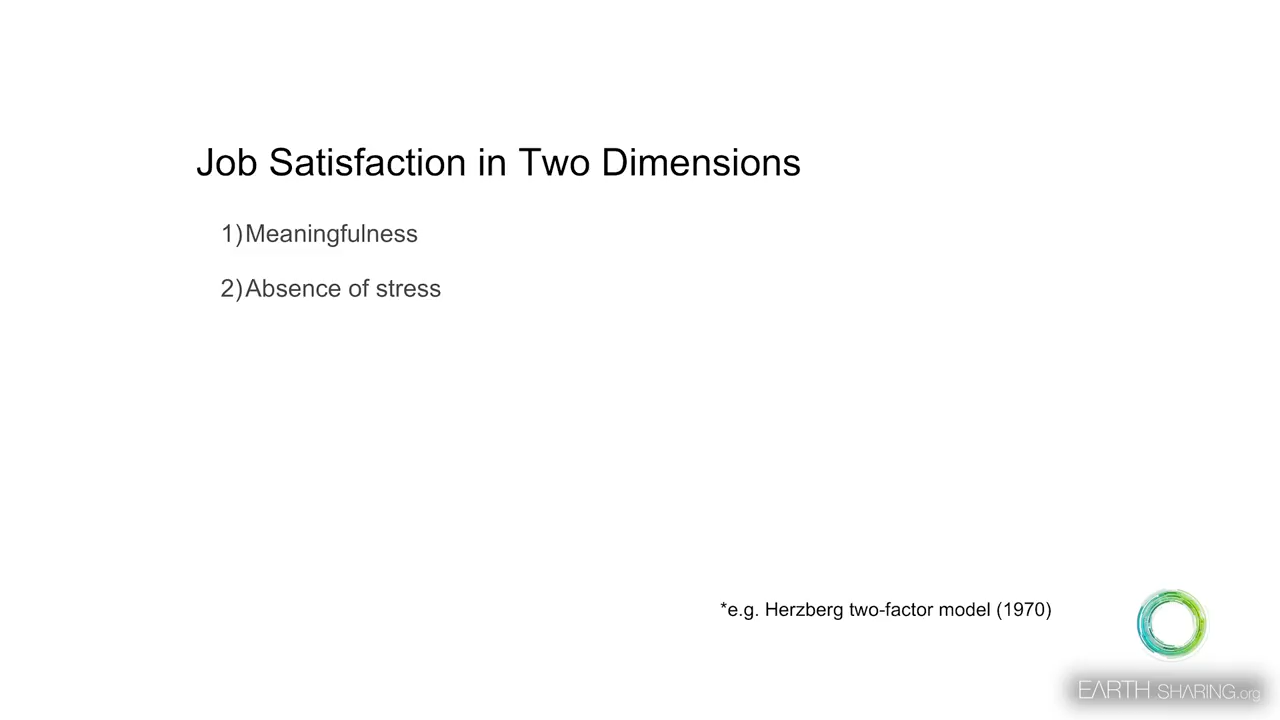 Job Satisfaction in Two Dimensions
1)Meaningfulness
2)Absence of stress
*e.g. Herzberg two-factor model (1970)
EARTH SHARING.org